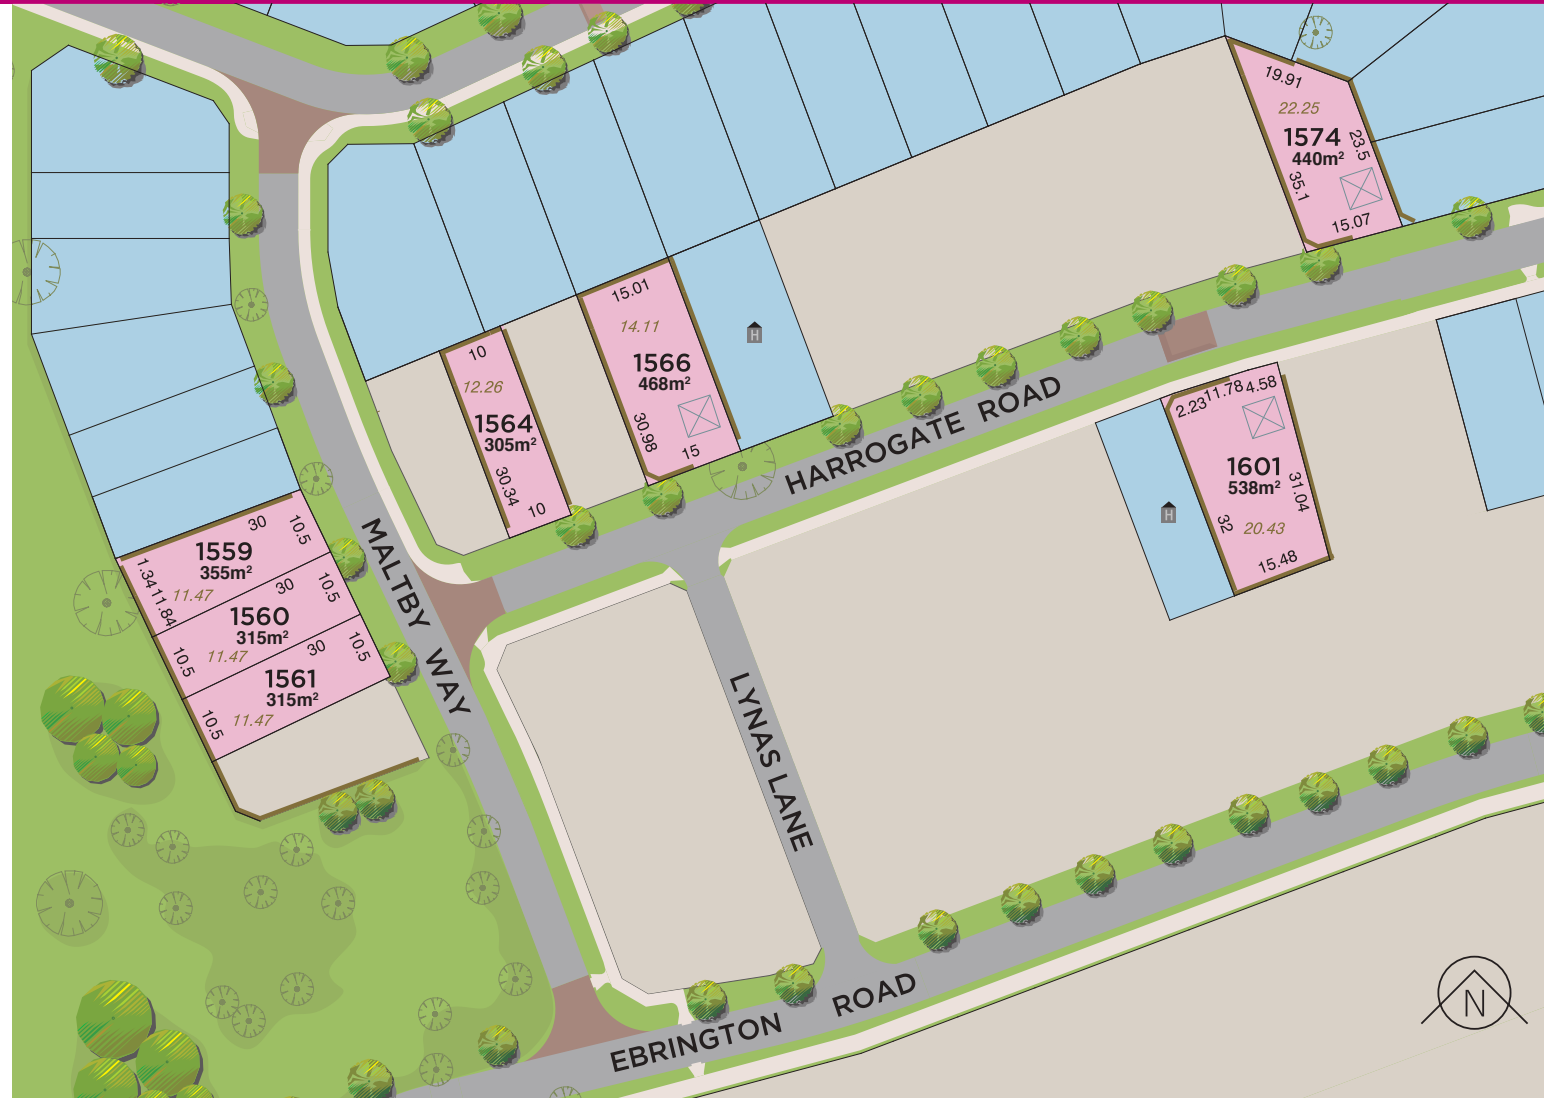 19.91
22.25
1574
440m²
23.5
35.1
15.07
15.01
14.11
1566
468m²
30.98
15
H
10
12.26
1564
305m²
30.34
10
HARROGATE ROAD
2.23
11.78
4.58
1601
538m²
31.04
32
20.43
15.48
H
30
10.5
1559
355m²
1.34
11.84
11.47
30
10.5
1560
315m²
10.5
11.47
30
10.5
1561
315m²
10.5
11.47
MALTBY WAY
LYNAS LANE
EBRINGTON ROAD
N